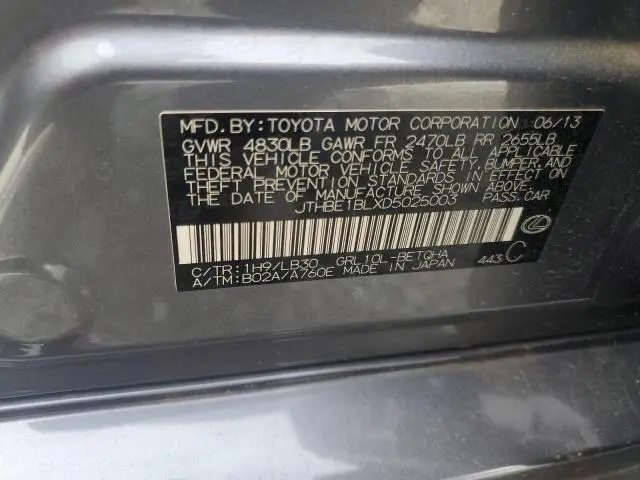 MFD. BY: TOYOTA MOTOR CORPORATION 06/13
GVWR 4830LB GAWR FR 2470LB RR 2655LB
THIS VEHICLE CONFORMS TO ALL APPLICABLE
FEDERAL MOTOR VEHICLE SAFETY, BUMPER, AND
THEFT PREVENTION STANDARDS IN EFFECT ON
THE DATE OF MANUFACTURE SHOWN ABOVE.
JTHBE1BLXD5025003 PASS. CAR
C/TR: 1H9/LB30 GRL10L-BETQHA
A/TM: B02A/A760E MADE IN JAPAN 443 C